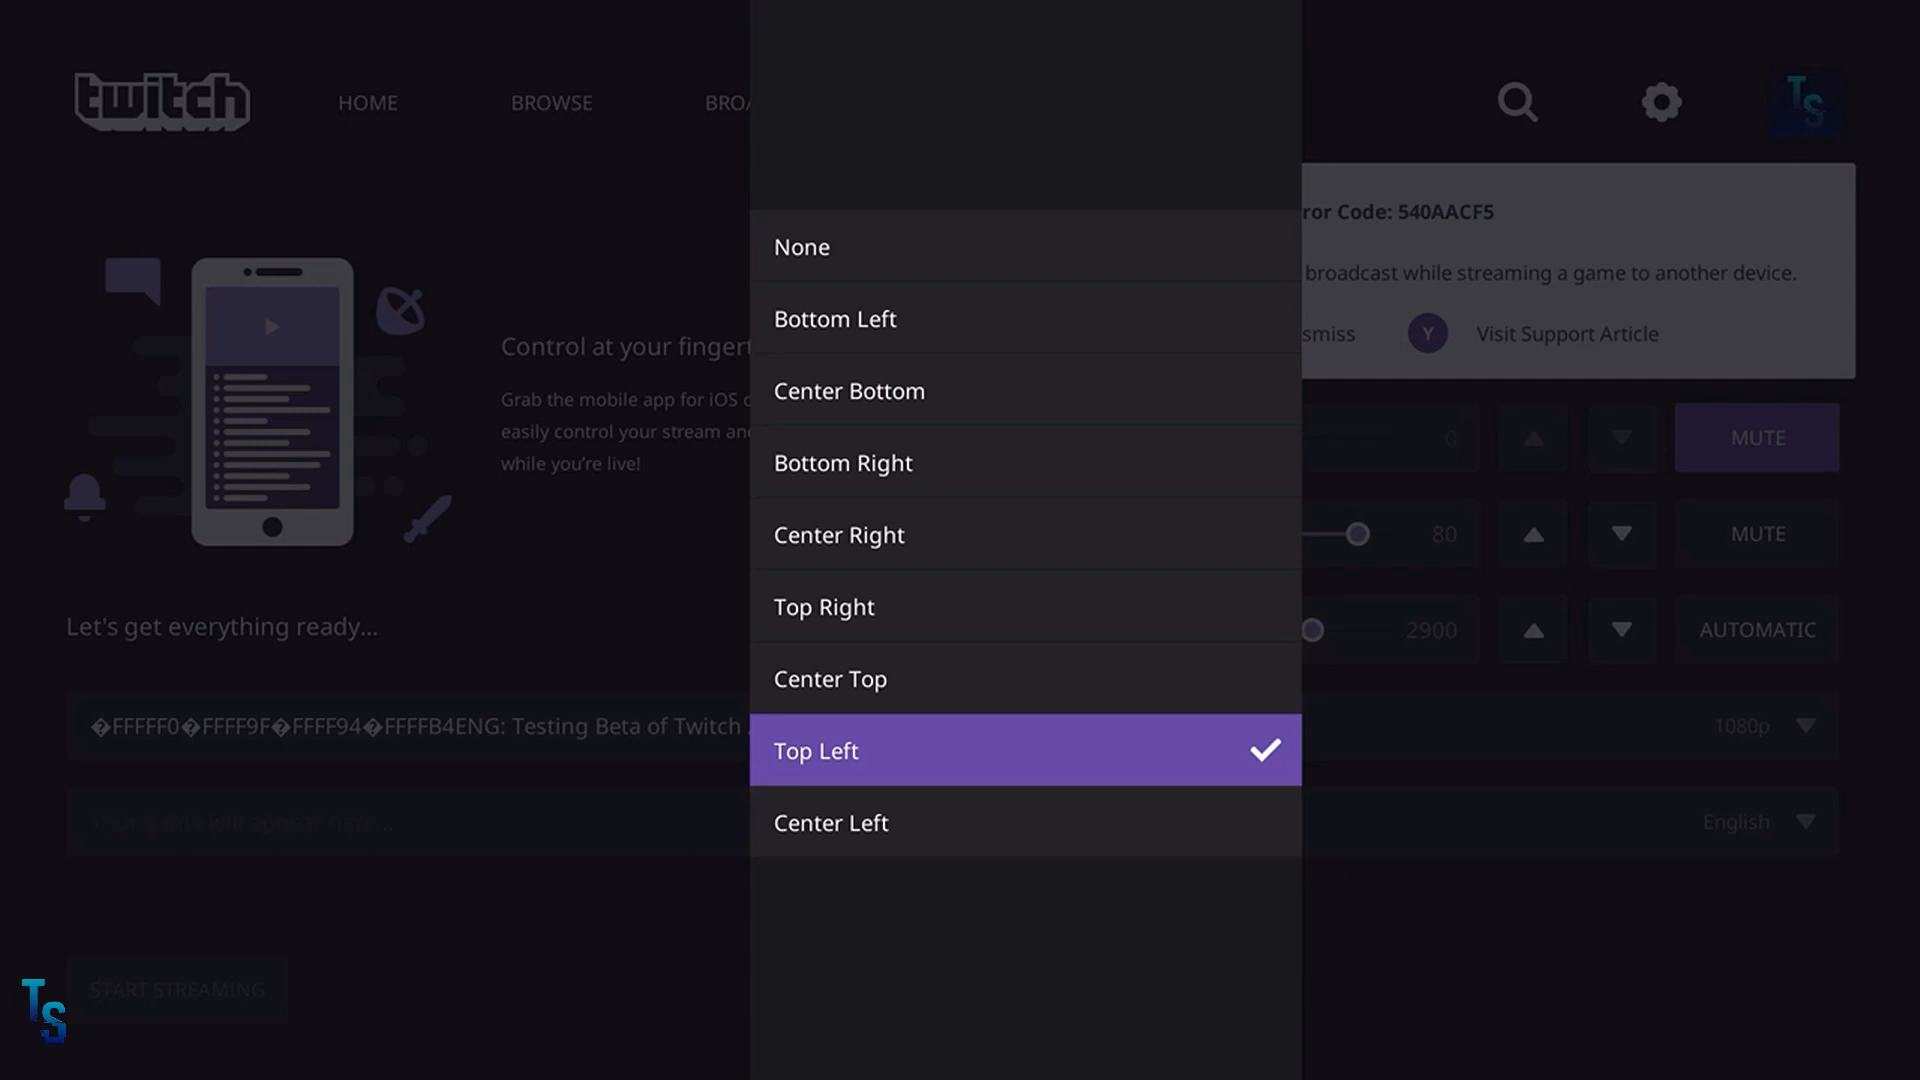 twitch
HOME
BROWSE
BROA
TS
None
Bottom Left
Center Bottom
Bottom Right
Center Right
Top Right
Center Top
Top Left
Center Left
ror Code: 540AACF5
broadcast while streaming a game to another device.
smiss
Y
Visit Support Article
Control at your fingert
Grab the mobile app for iOS
easily control your stream an
while you're live!
0
MUTE
80
MUTE
2900
AUTOMATIC
Let's get everything ready...
�FFFFF0�FFFF9F�FFFF94�FFFFB4ENG: Testing Beta of Twitch
1080p
English
START STREAMING
TS